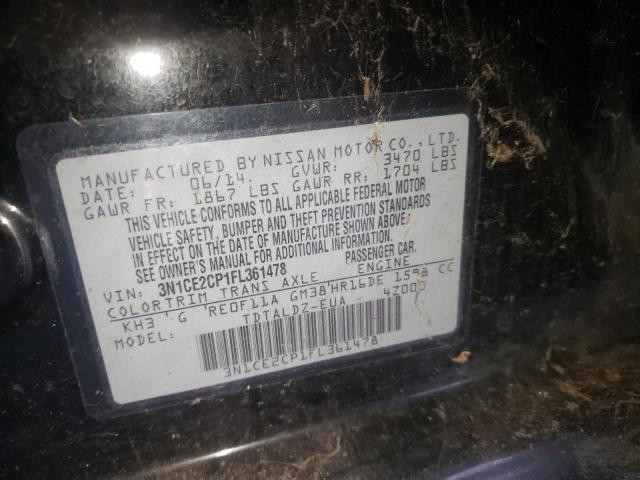 MANUFACTURED BY NISSAN MOTOR CO., LTD.
DATE: 06/14. GVWR: 3470 LBS
GAWR FR: 1867 LBS GAWR RR: 1704 LBS
THIS VEHICLE CONFORMS TO ALL APPLICABLE FEDERAL MOTOR
VEHICLE SAFETY, BUMPER AND THEFT PREVENTION STANDARDS
IN EFFECT ON THE DATE OF MANUFACTURE SHOWN ABOVE.
SEE OWNER'S MANUAL FOR ADDITIONAL INFORMATION.
VIN: 3N1CE2CP1FL361478 PASSENGER CAR.
COLOR TRIM TRANS AXLE ENGINE
KH3 G RE0F11A GM38 HR16DE 1598 CC
MODEL: TDTALDZ-EUA 4Z000
3N1CE2CP1FL361478